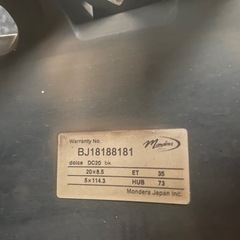 Warranty No.
Mondera
BJ18188181
dolce DC20 bk
20×8.5 ET 35
5×114.3 HUB 73
Mondera Japan Inc.